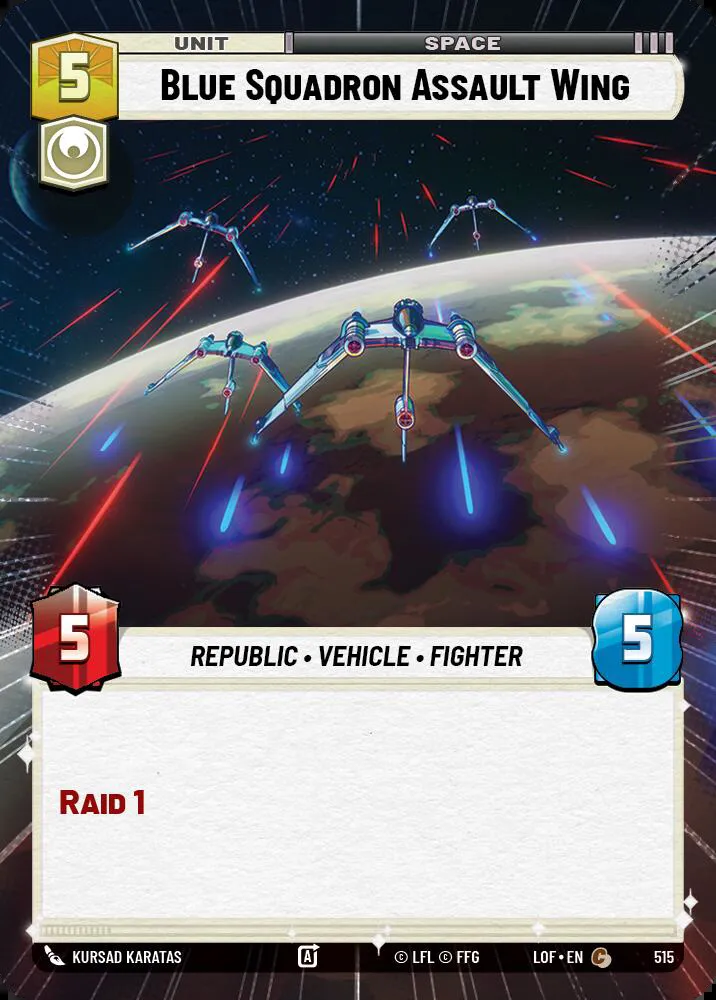 UNIT SPACE
5 BLUE SQUADRON ASSAULT WING
5 REPUBLIC • VEHICLE • FIGHTER 5
RAID 1
KURSAD KARATAS A © LFL © FFG LOF • EN C 515